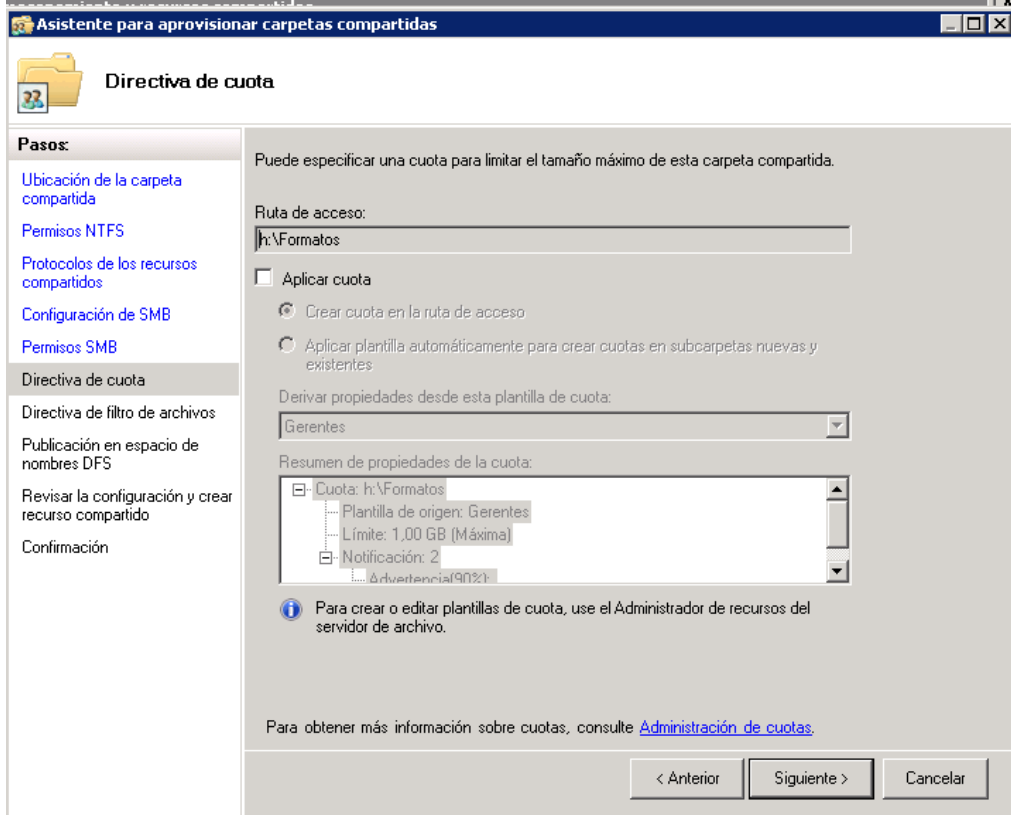 Asistente para aprovisionar carpetas compartidas
Directiva de cuota
Pasos:
Ubicación de la carpeta
compartida
Permisos NTFS
Protocolos de los recursos
compartidos
Configuración de SMB
Permisos SMB
Directiva de cuota
Directiva de filtro de archivos
Publicación en espacio de
nombres DFS
Revisar la configuración y crear
recurso compartido
Confirmación
Puede especificar una cuota para limitar el tamaño máximo de esta carpeta compartida.
Ruta de acceso:
h:\Formatos
Aplicar cuota
Crear cuota en la ruta de acceso
Aplicar plantilla automáticamente para crear cuotas en subcarpetas nuevas y
existentes
Derivar propiedades desde esta plantilla de cuota:
Gerentes
Resumen de propiedades de la cuota:
Cuota: h:\Formatos
Plantilla de origen: Gerentes
Límite: 1,00 GB (Máxima)
Notificación: 2
Advertencia(90%):
Para crear o editar plantillas de cuota, use el Administrador de recursos del
servidor de archivo.
Para obtener más información sobre cuotas, consulte Administración de cuotas.
< Anterior
Siguiente >
Cancelar